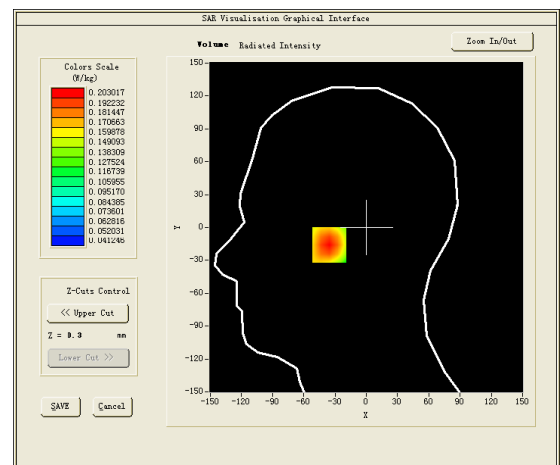 SAR Visualisation Graphical Interface
Volume Radiated Intensity
Zoom In/Out
Colors Scale
(W/kg)
0.203017
0.192232
0.181447
0.170663
0.159878
0.149093
0.138309
0.127524
0.116739
0.105955
0.095170
0.084385
0.073601
0.062816
0.052031
0.041246
Z-Cuts Control
<< Upper Cut
Z = 0.3 mm
Lower Cut >>
SAVE Cancel
150
120
90
60
30
0
-30
-60
-90
-120
-150
Y
-150 -120 -90 -60 -30 0 30 60 90 120 150
X